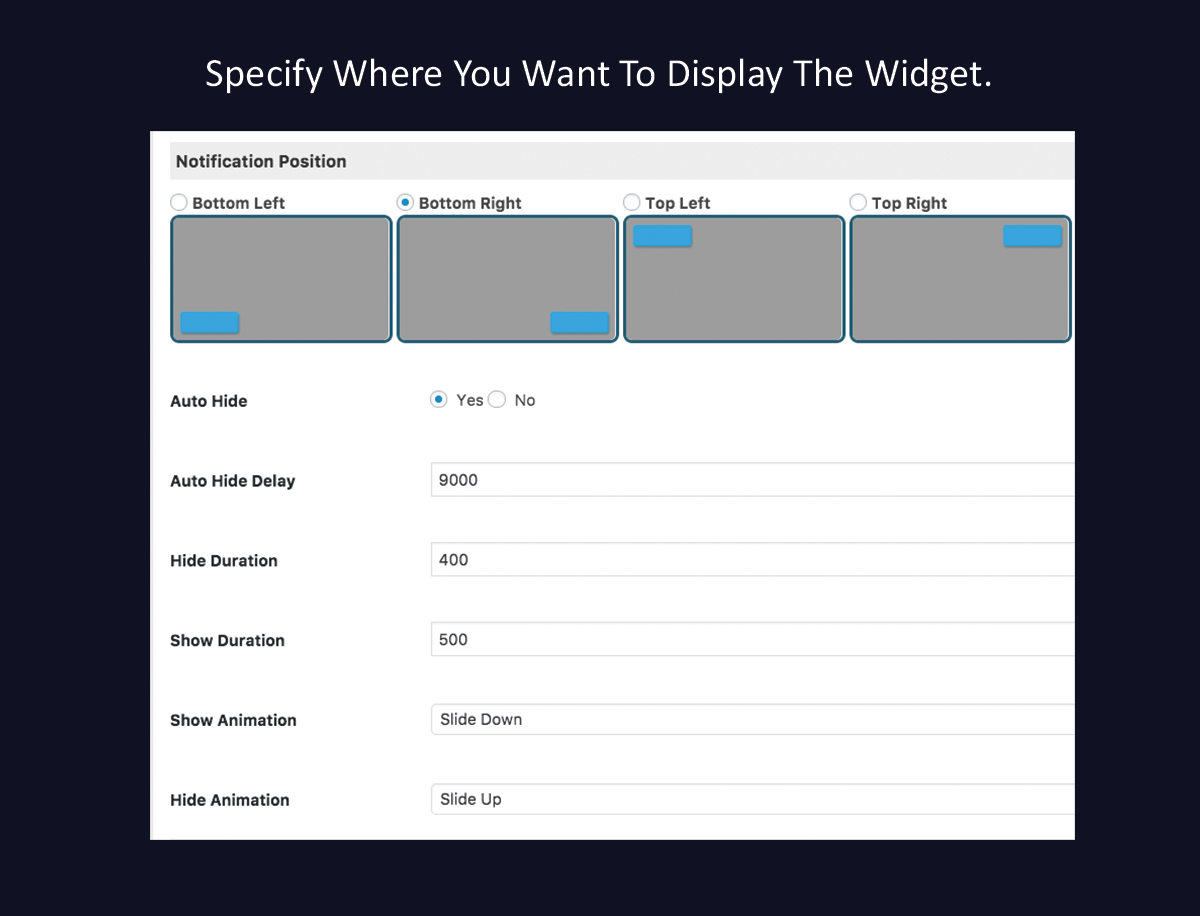 Specify Where You Want To Display The Widget.
Notification Position
Bottom Left Bottom Right Top Left Top Right
Auto Hide Yes No
Auto Hide Delay 9000
Hide Duration 400
Show Duration 500
Show Animation Slide Down
Hide Animation Slide Up